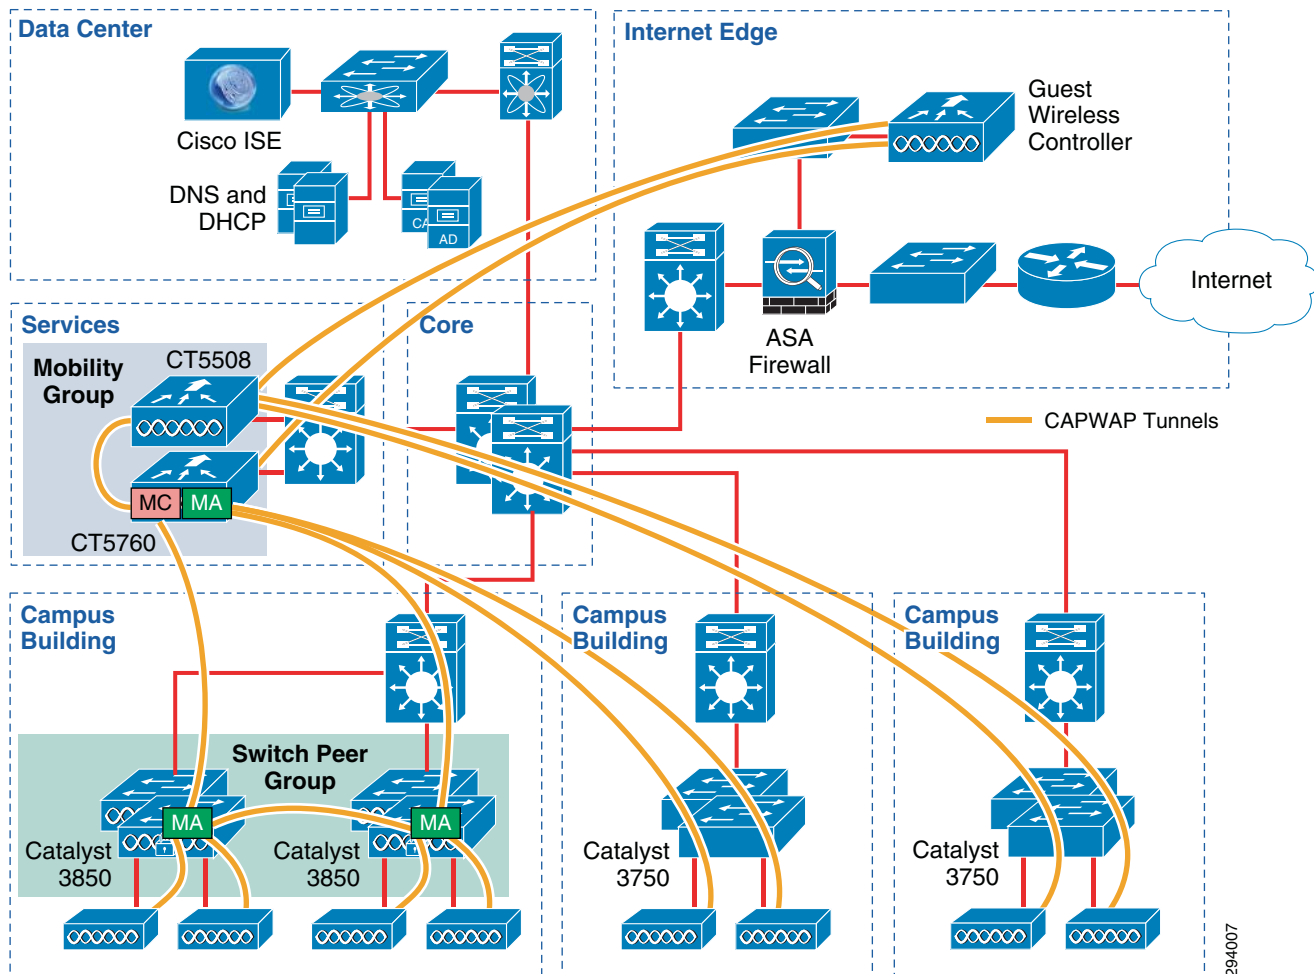 Data Center
Cisco ISE
DNS and
DHCP
CA
AD
Internet Edge
Guest
Wireless
Controller
ASA
Firewall
Internet
Services
Mobility
Group
CT5508
MC
MA
CT5760
Core
CAPWAP Tunnels
Campus
Building
Switch Peer
Group
MA
MA
Catalyst
3850
Catalyst
3850
Campus
Building
Catalyst
3750
Campus
Building
Catalyst
3750
294007